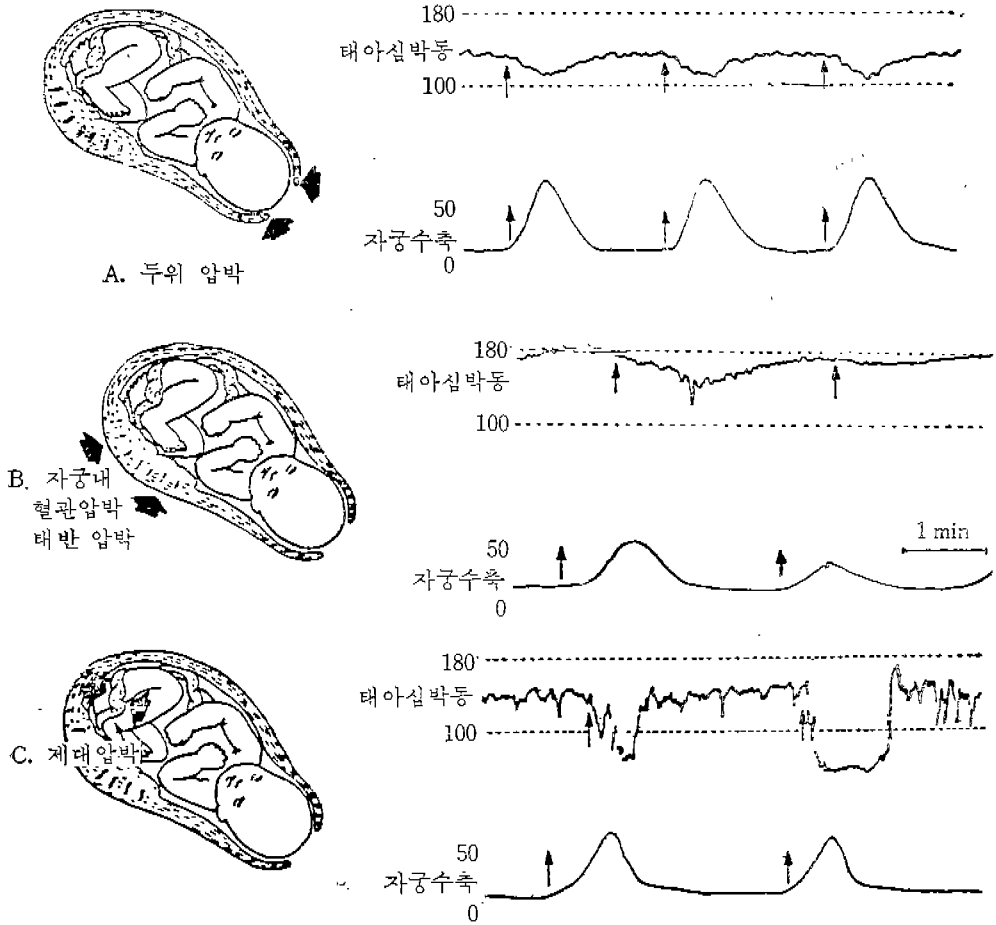 180
태아심박동
100
50
자궁수축
0
A. 두위 압박
180
태아심박동
100
B. 자궁내
혈관압박
태반 압박
1 min
50
자궁수축
0
180
태아심박동
100
C. 제대압박
50
자궁수축
0